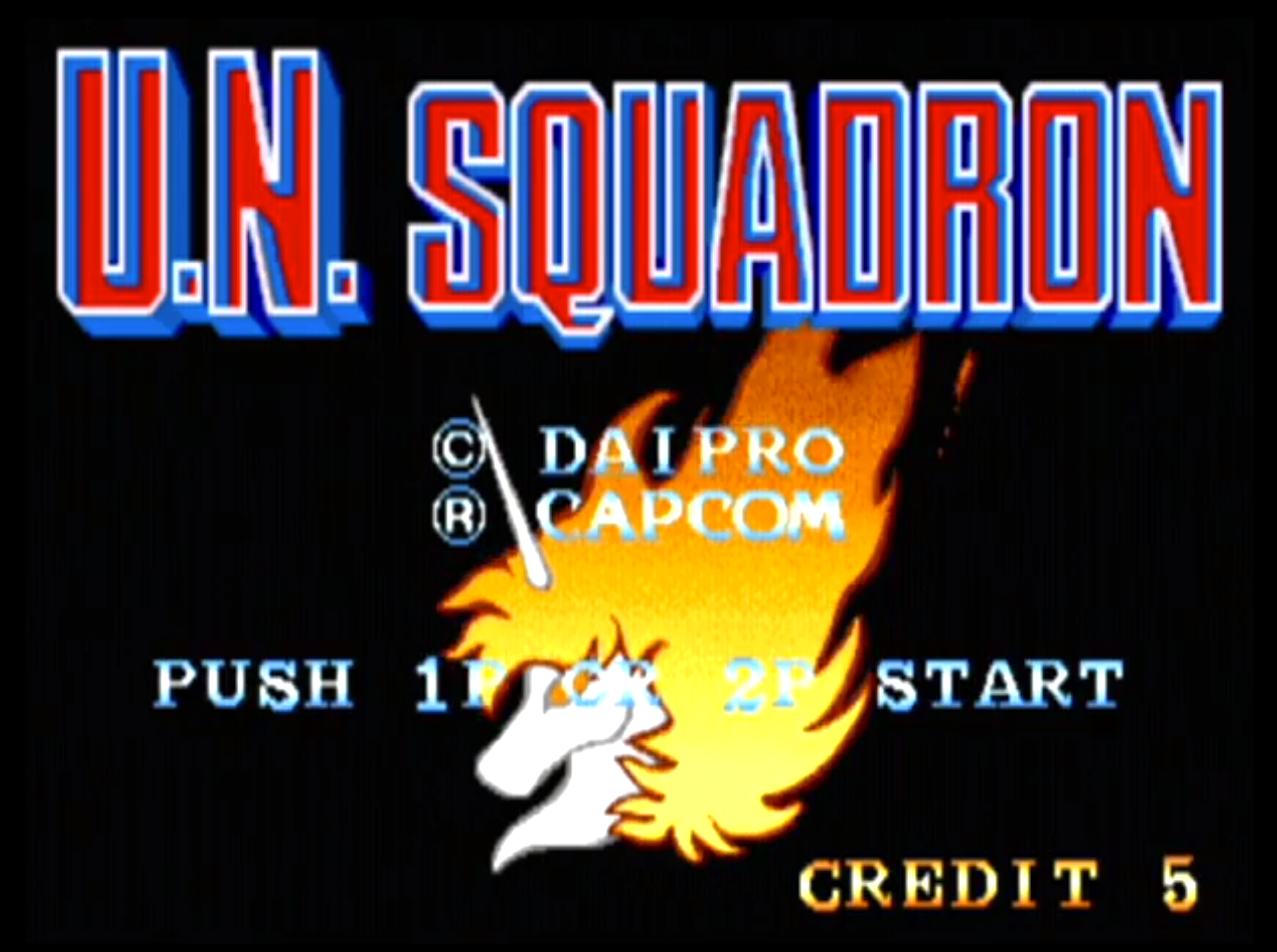 U.N. SQUADRON
© DAIPRO
® CAPCOM
PUSH 1P OR 2P START
CREDIT 5